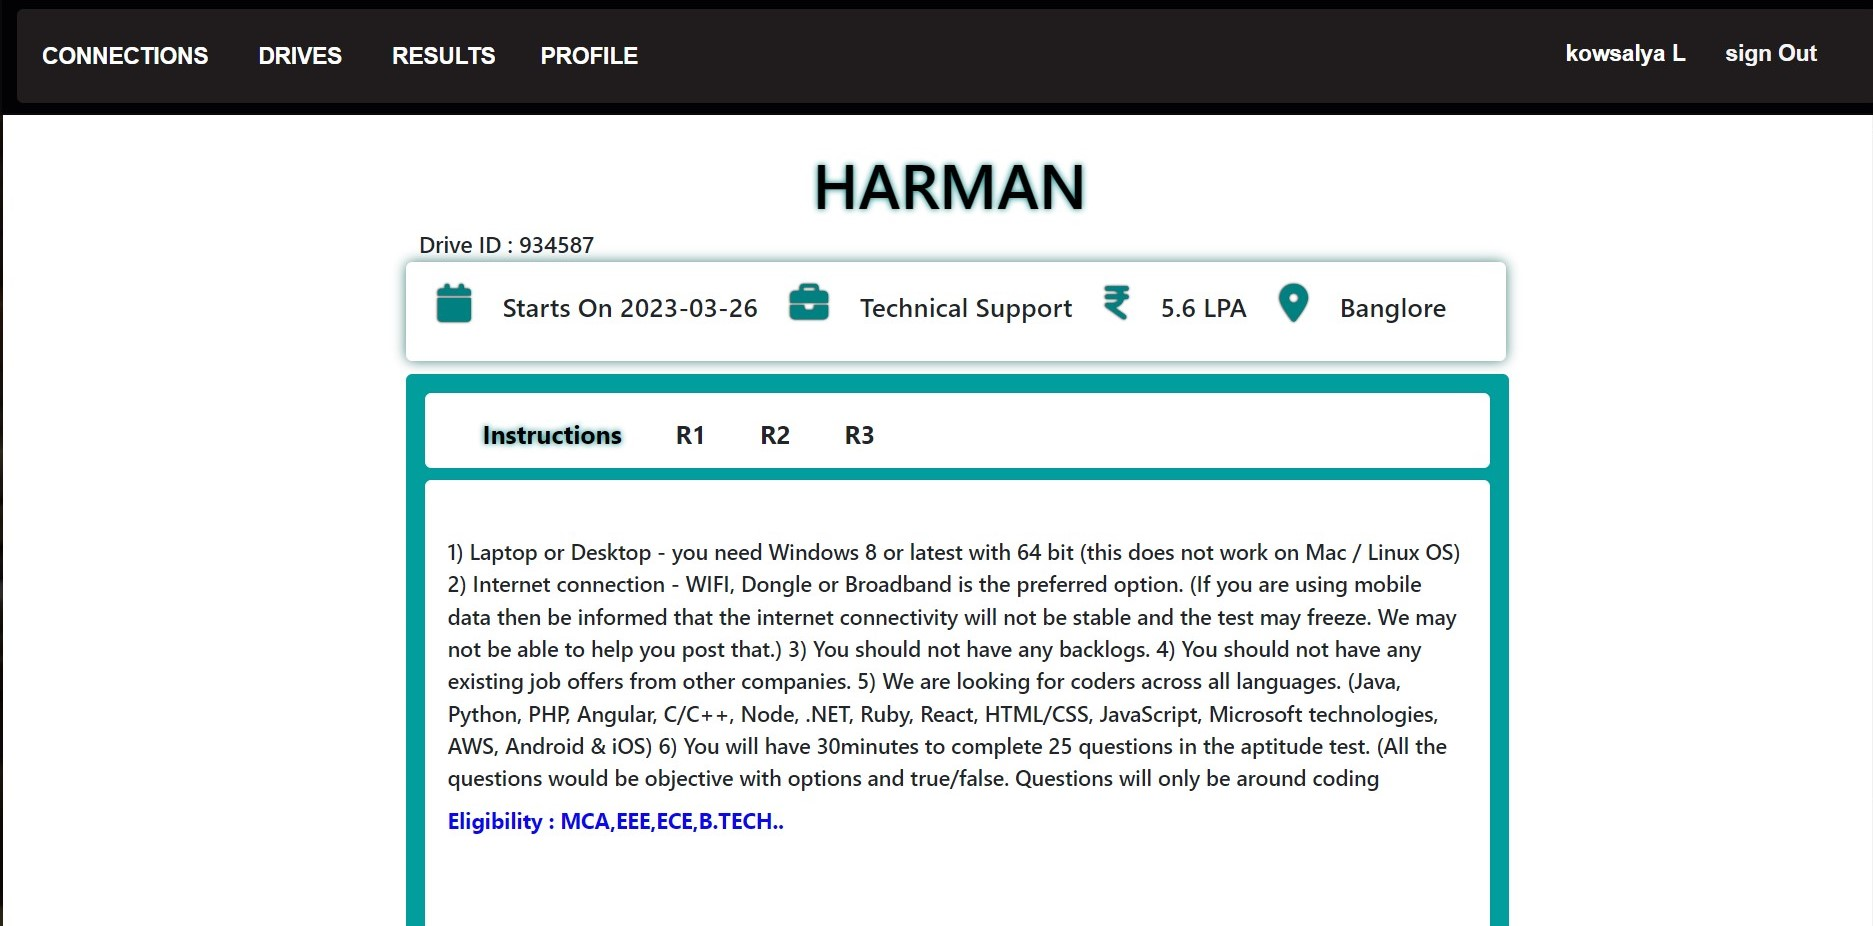 CONNECTIONS DRIVES RESULTS PROFILE kowsalya L sign Out
HARMAN
Drive ID : 934587
Starts On 2023-03-26 Technical Support 5.6 LPA Banglore
Instructions R1 R2 R3
1) Laptop or Desktop - you need Windows 8 or latest with 64 bit (this does not work on Mac / Linux OS)
2) Internet connection - WIFI, Dongle or Broadband is the preferred option. (If you are using mobile
data then be informed that the internet connectivity will not be stable and the test may freeze. We may
not be able to help you post that.) 3) You should not have any backlogs. 4) You should not have any
existing job offers from other companies. 5) We are looking for coders across all languages. (Java,
Python, PHP, Angular, C/C++, Node, .NET, Ruby, React, HTML/CSS, JavaScript, Microsoft technologies,
AWS, Android & iOS) 6) You will have 30minutes to complete 25 questions in the aptitude test. (All the
questions would be objective with options and true/false. Questions will only be around coding
Eligibility : MCA,EEE,ECE,B.TECH..